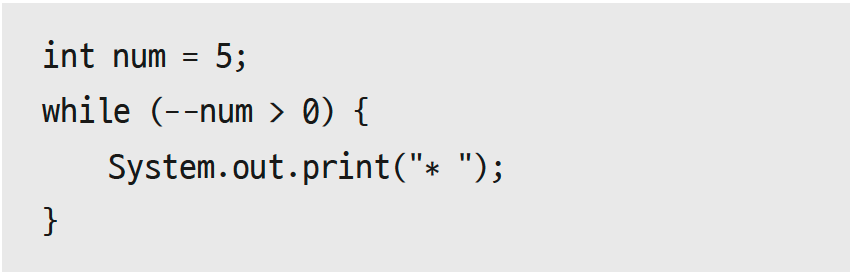 int num = 5;
while (--num > 0) {
    System.out.print("* ");
}